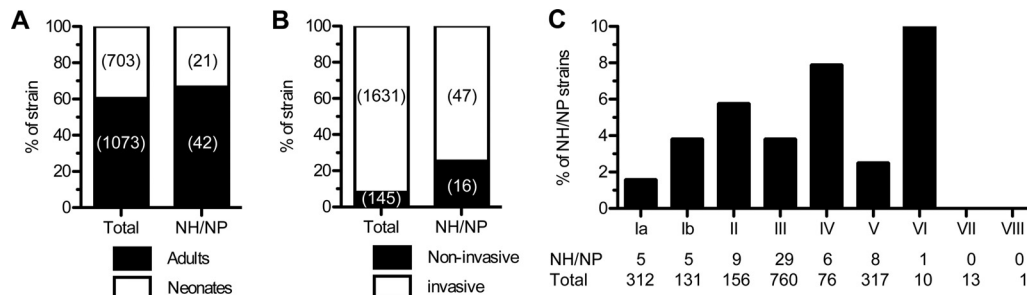 A
B
C
% of strain
100
80
60
40
20
0
(703)
(21)
(1073)
(42)
Total
NH/NP
Adults
Neonates
% of strain
100
80
60
40
20
0
(1631)
(47)
(145)
(16)
Total
NH/NP
Non-invasive
invasive
% of NH/NP strains
10
8
6
4
2
0
Ia Ib II III IV V VI VII VIII
NH/NP 5 5 9 29 6 8 1 0 0
Total 312 131 156 760 76 317 10 13 1